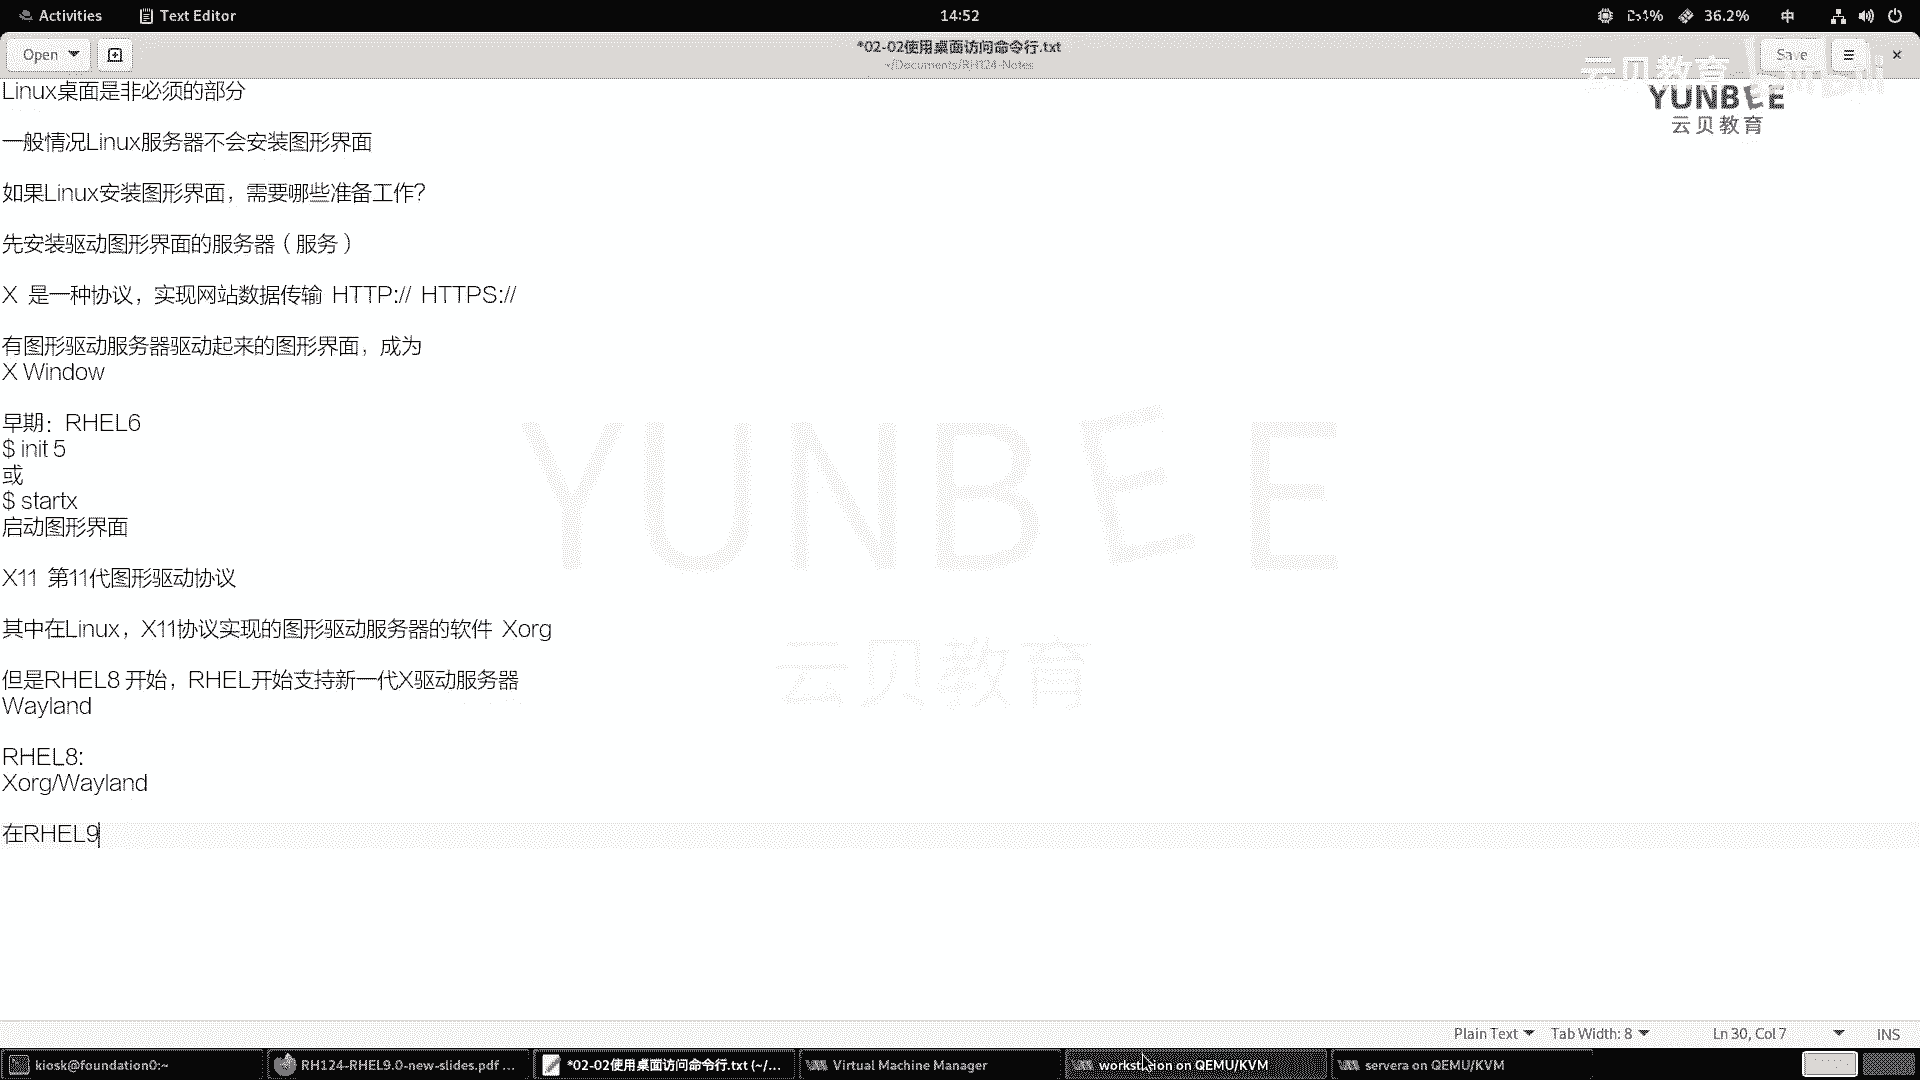 Activities
Text Editor
14:52
36.2%
中
Open
*02-02使用桌面访问命令行.txt
~/Documents/RH124-Notes
Save
云贝教育
YUNBEE
云贝教育
Linux桌面是非必须的部分
一般情况Linux服务器不会安装图形界面
如果Linux安装图形界面，需要哪些准备工作？
先安装驱动图形界面的服务器（服务）
X 是一种协议，实现网站数据传输 HTTP:// HTTPS://
有图形驱动服务器驱动起来的图形界面，成为
X Window
早期：RHEL6
$ init 5
或
$ startx
启动图形界面
X11 第11代图形驱动协议
其中在Linux，X11协议实现的图形驱动服务器的软件 Xorg
但是RHEL8 开始，RHEL开始支持新一代X驱动服务器
Wayland
RHEL8:
Xorg/Wayland
在RHEL9
YUNBEE
云贝教育
Plain Text
Tab Width: 8
Ln 30, Col 7
INS
kiosk@foundation0:~
RH124-RHEL9.0-new-slides.pdf ...
*02-02使用桌面访问命令行.txt (~/...
Virtual Machine Manager
workstation on QEMU/KVM
servera on QEMU/KVM